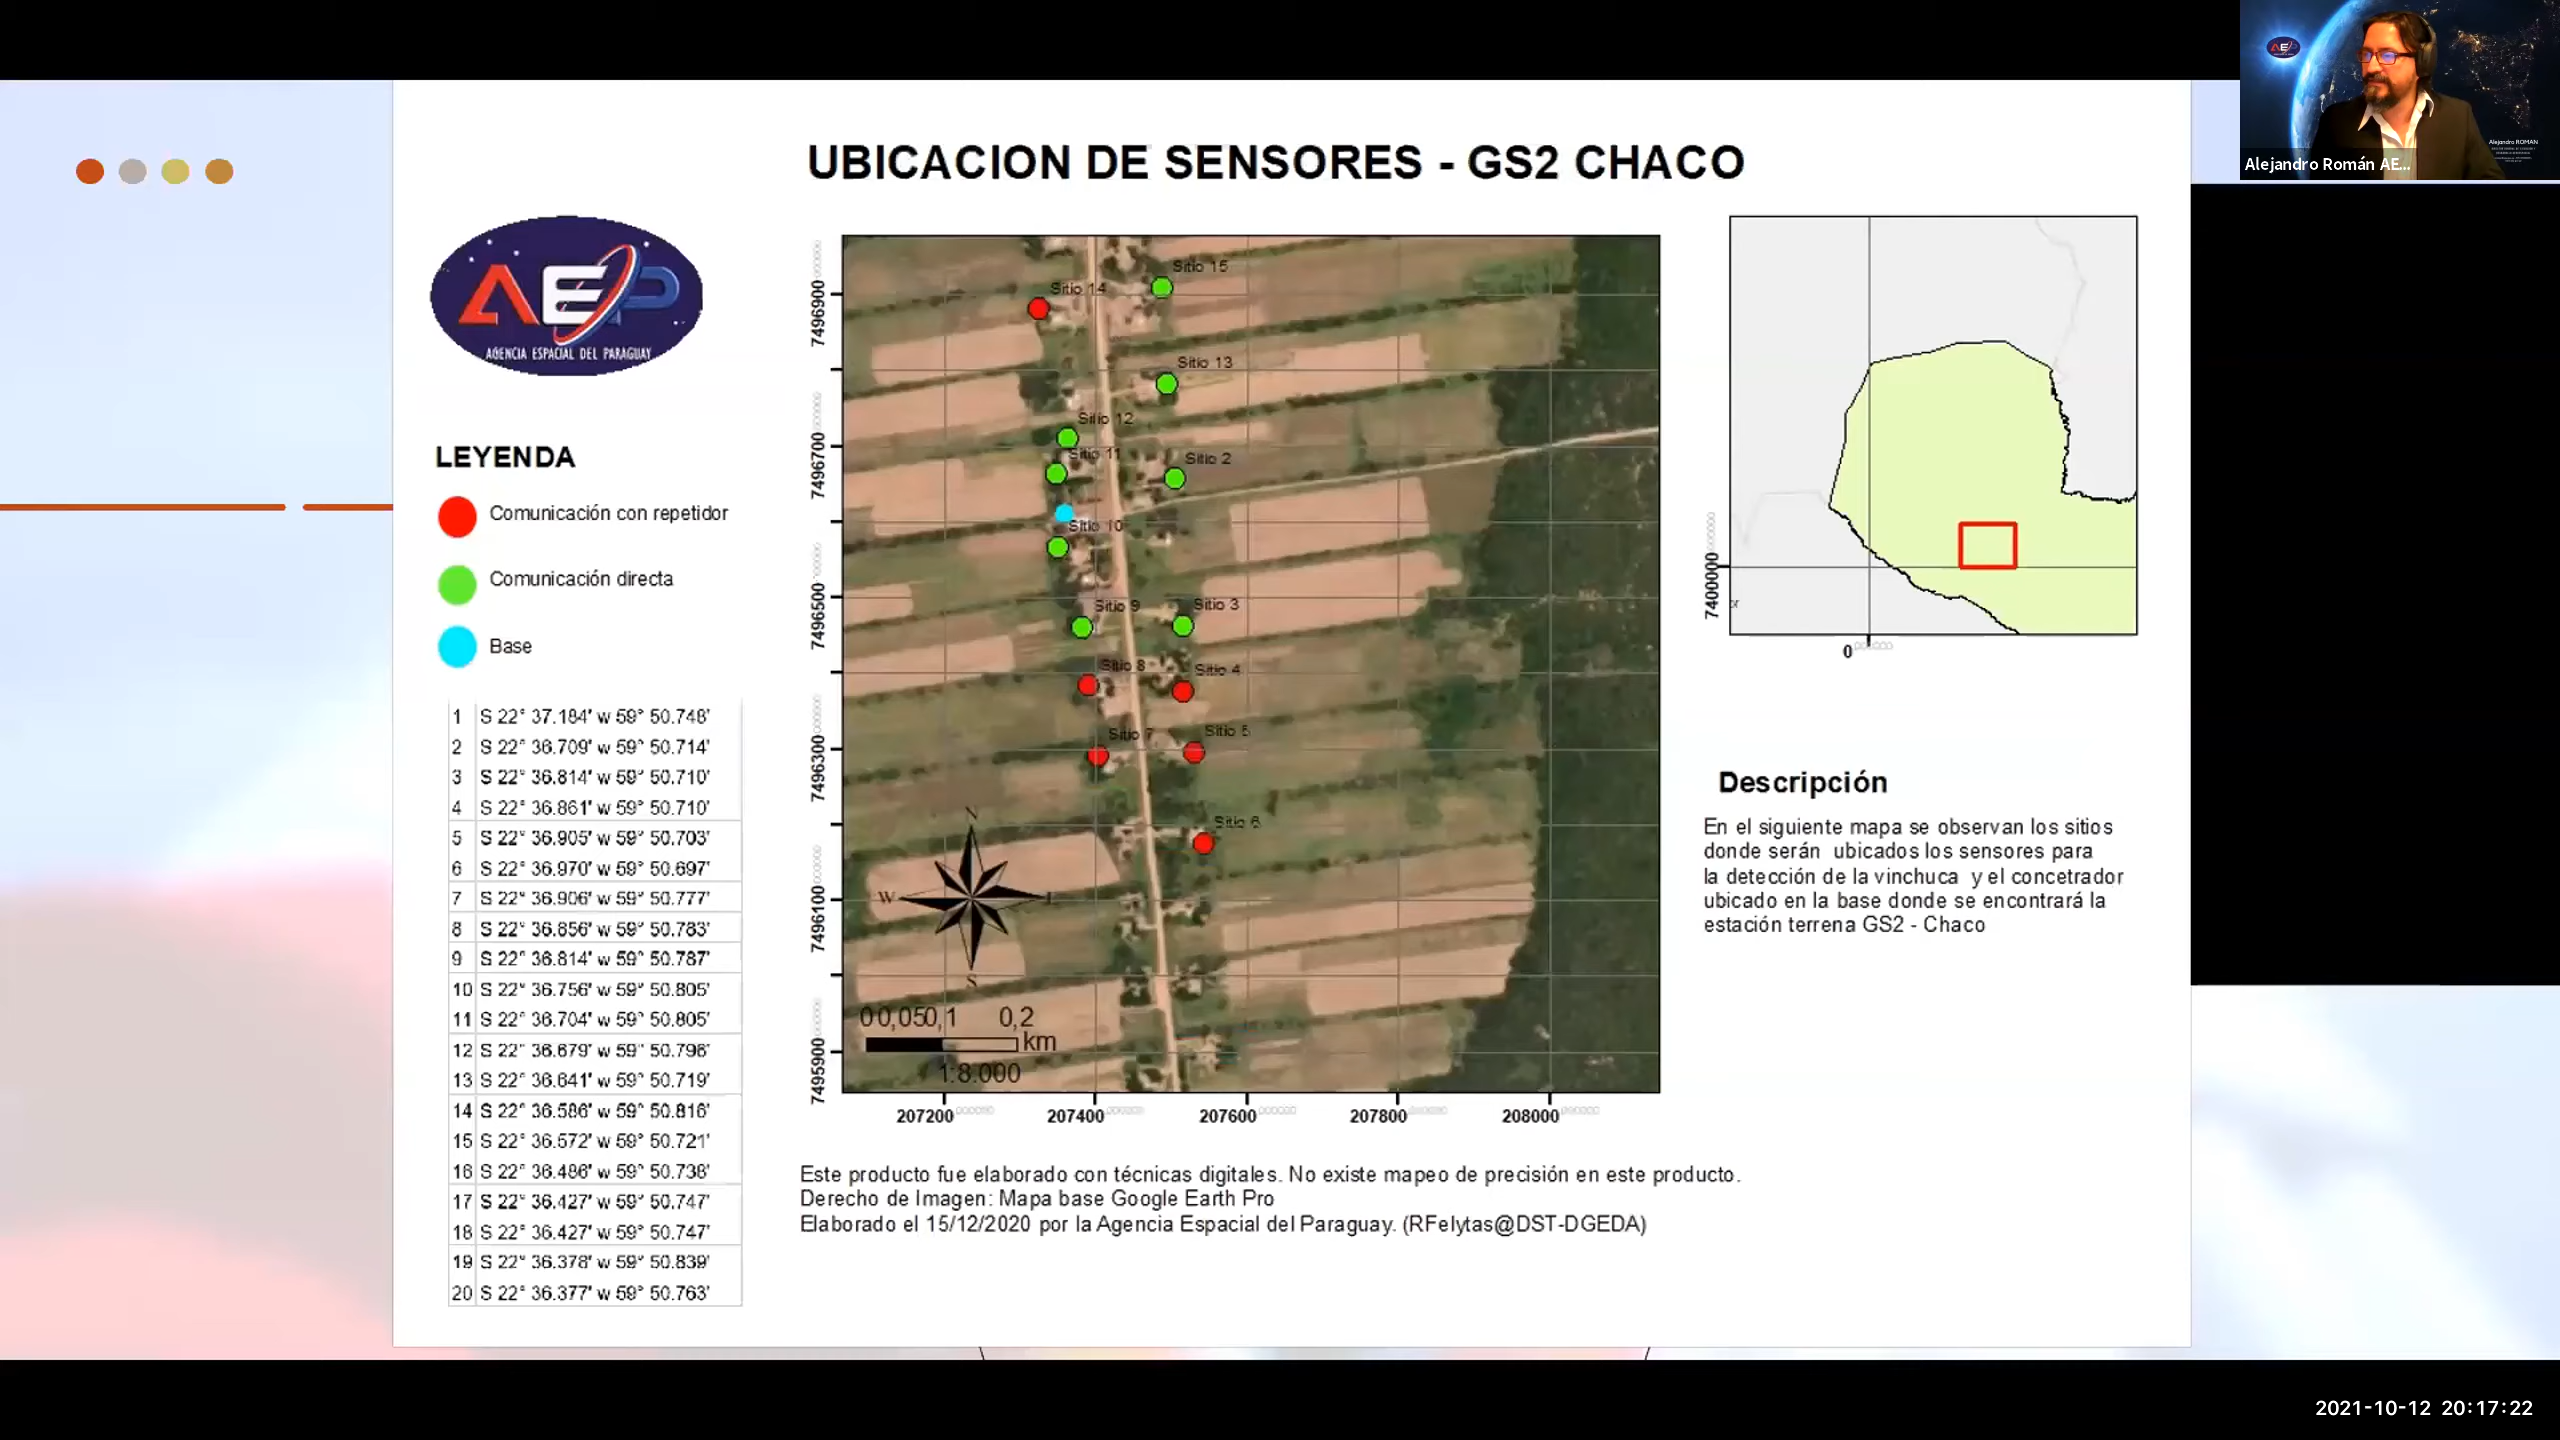 UBICACION DE SENSORES - GS2 CHACO
AEP
AGENCIA ESPACIAL DEL PARAGUAY
LEYENDA
Comunicación con repetidor
Comunicación directa
Base
1 S 22° 37.184' w 59° 50.748'
2 S 22° 36.709' w 59° 50.714'
3 S 22° 36.814' w 59° 50.710'
4 S 22° 36.861' w 59° 50.710'
5 S 22° 36.905' w 59° 50.703'
6 S 22° 36.970' w 59° 50.697'
7 S 22° 36.906' w 59° 50.777'
8 S 22° 36.856' w 59° 50.783'
9 S 22° 36.814' w 59° 50.787'
10 S 22° 36.756' w 59° 50.805'
11 S 22° 36.704' w 59° 50.805'
12 S 22° 36.679' w 59° 50.796'
13 S 22° 36.641' w 59° 50.719'
14 S 22° 36.586' w 59° 50.816'
15 S 22° 36.572' w 59° 50.721'
16 S 22° 36.486' w 59° 50.738'
17 S 22° 36.427' w 59° 50.747'
18 S 22° 36.427' w 59° 50.747'
19 S 22° 36.378' w 59° 50.839'
20 S 22° 36.377' w 59° 50.763'
Sitio 15
Sitio 14
Sitio 13
Sitio 12
Sitio 11
Sitio 2
Sitio 10
Sitio 9
Sitio 3
Sitio 8
Sitio 4
Sitio 7
Sitio 5
Sitio 6
N
W
S
0 0,050,1 0,2
km
1:8.000
7496900
7496700
7496500
7496300
7496100
7495900
207200
207400
207600
207800
208000
7400000
0
Descripción
En el siguiente mapa se observan los sitios
donde serán ubicados los sensores para
la detección de la vinchuca y el concetrador
ubicado en la base donde se encontrará la
estación terrena GS2 - Chaco
Este producto fue elaborado con técnicas digitales. No existe mapeo de precisión en este producto.
Derecho de Imagen: Mapa base Google Earth Pro
Elaborado el 15/12/2020 por la Agencia Espacial del Paraguay. (RFelytas@DST-DGEDA)
AEP
Alejandro ROMAN
Alejandro Román AE...
2021-10-12 20:17:22